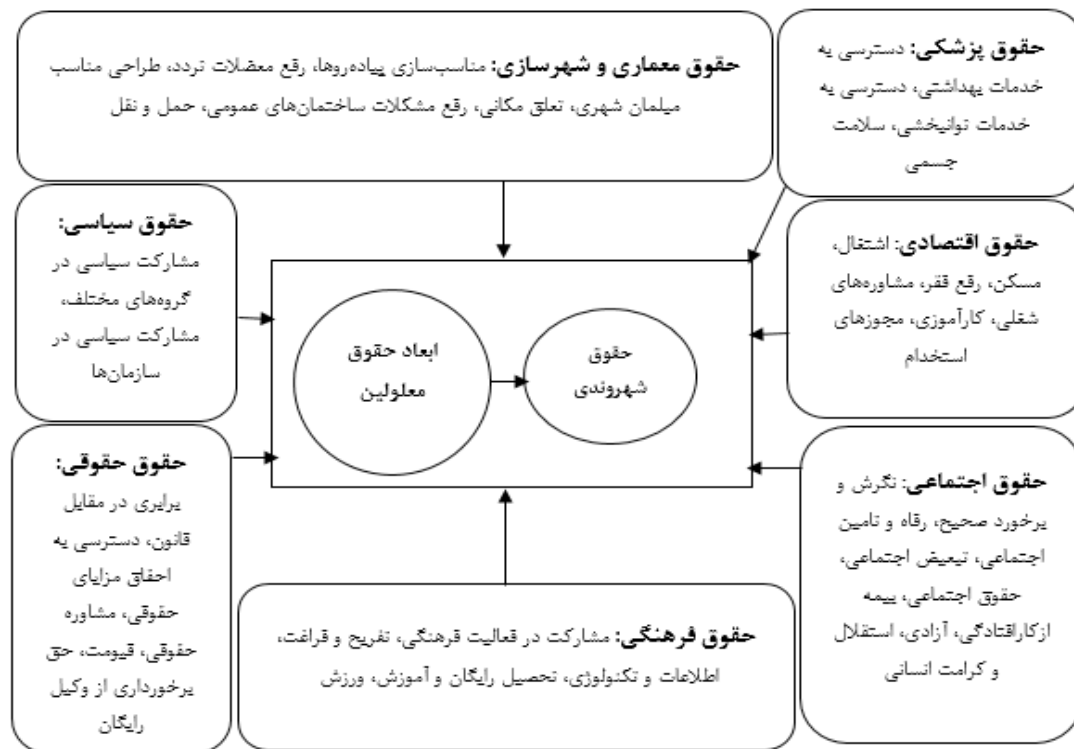 حقوق معماری و شهرسازی: مناسب‌سازی پیاده‌روها، رفع معضلات تردد، طراحی مناسب
میلمان شهری، تعلق مکانی، رفع مشکلات ساختمان‌های عمومی، حمل و نقل
حقوق پزشکی: دسترسی به
خدمات بهداشتی، دسترسی به
خدمات توانبخشی، سلامت
جسمی
حقوق سیاسی:
مشارکت سیاسی در
گروه‌های مختلف،
مشارکت سیاسی در
سازمان‌ها
حقوق اقتصادی: اشتغال،
مسکن، رفع فقر، مشاوره‌های
شغلی، کارآموزی، مجوزهای
استخدام
ابعاد حقوق
معلولین
حقوق
شهروندی
حقوق حقوقی:
برابری در مقابل
قانون، دسترسی به
احقاق مزایای
حقوقی، مشاوره
حقوقی، قیومت، حق
برخورداری از وکیل
رایگان
حقوق اجتماعی: نگرش و
برخورد صحیح، رفاه و تامین
اجتماعی، تبعیض اجتماعی،
حقوق اجتماعی، بیمه
ازکارافتادگی، آزادی، استقلال
و کرامت انسانی
حقوق فرهنگی: مشارکت در فعالیت فرهنگی، تفریح و فراغت،
اطلاعات و تکنولوژی، تحصیل رایگان و آموزش، ورزش